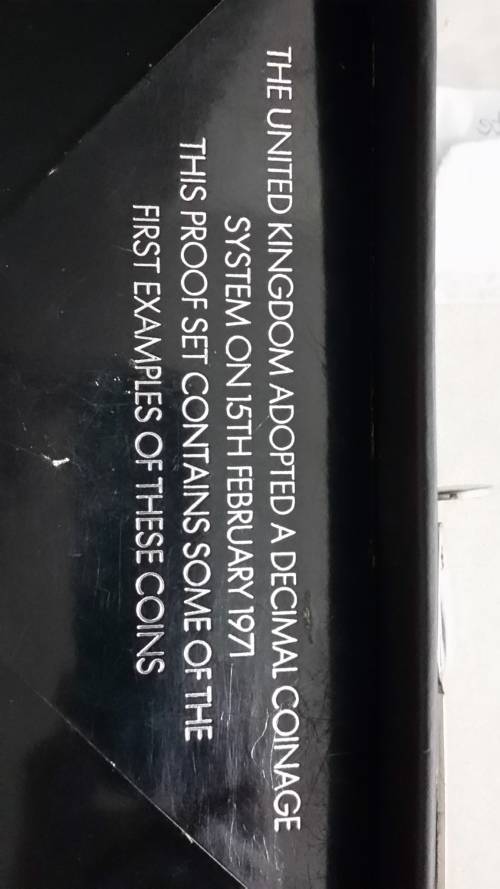 THE UNITED KINGDOM ADOPTED A DECIMAL COINAGE
SYSTEM ON 15TH FEBRUARY 1971
THIS PROOF SET CONTAINS SOME OF THE
FIRST EXAMPLES OF THESE COINS